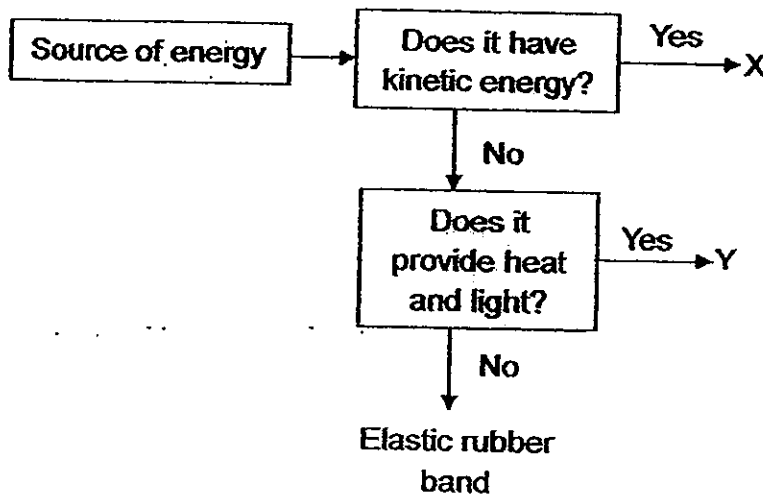 Source of energy
Does it have
kinetic energy?
Yes
X
No
Does it
provide heat
and light?
Yes
Y
No
Elastic rubber
band